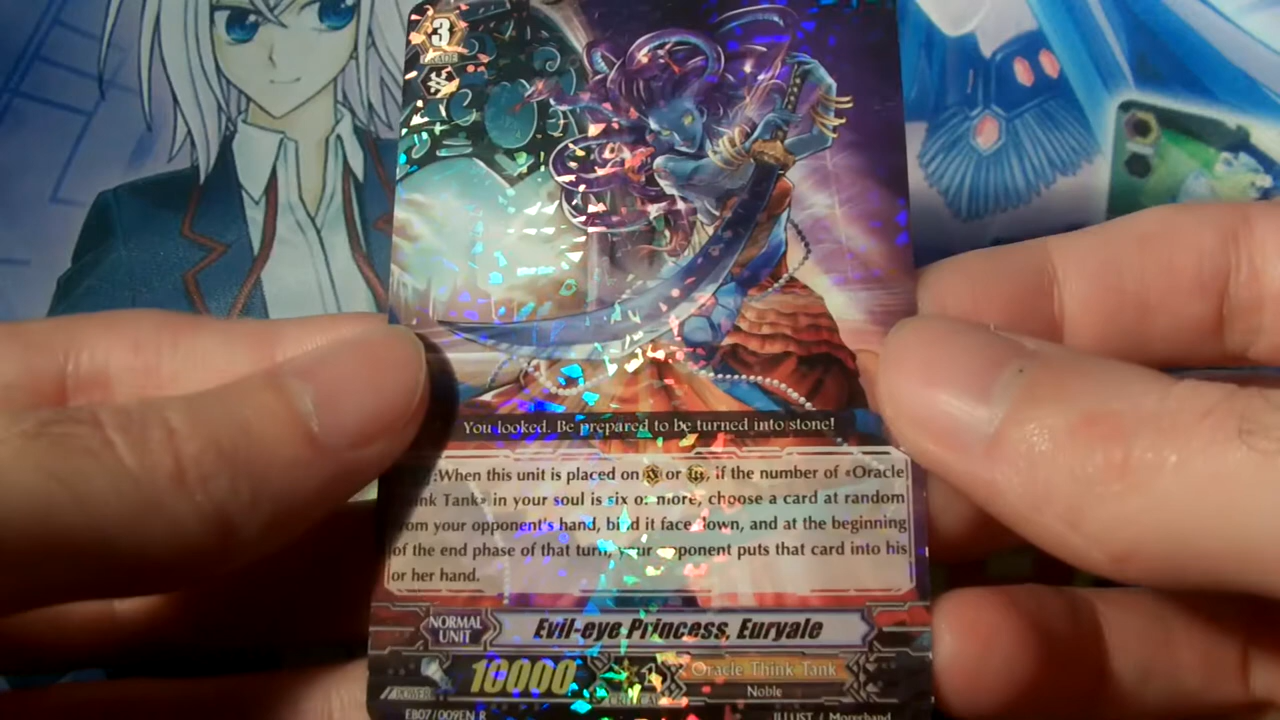 3
GRADE
You looked. Be prepared to be turned into stone!
:When this unit is placed on or , if the number of «Oracle
Think Tank» in your soul is six or more, choose a card at random
from your opponent's hand, bind it face down, and at the beginning
of the end phase of that turn, your opponent puts that card into his
or her hand.
NORMAL
UNIT
Evil-eye Princess, Euryale
POWER
10000
1
CRITICAL
Oracle Think Tank
Noble
EB07/009EN R
ILLUST / Morechand